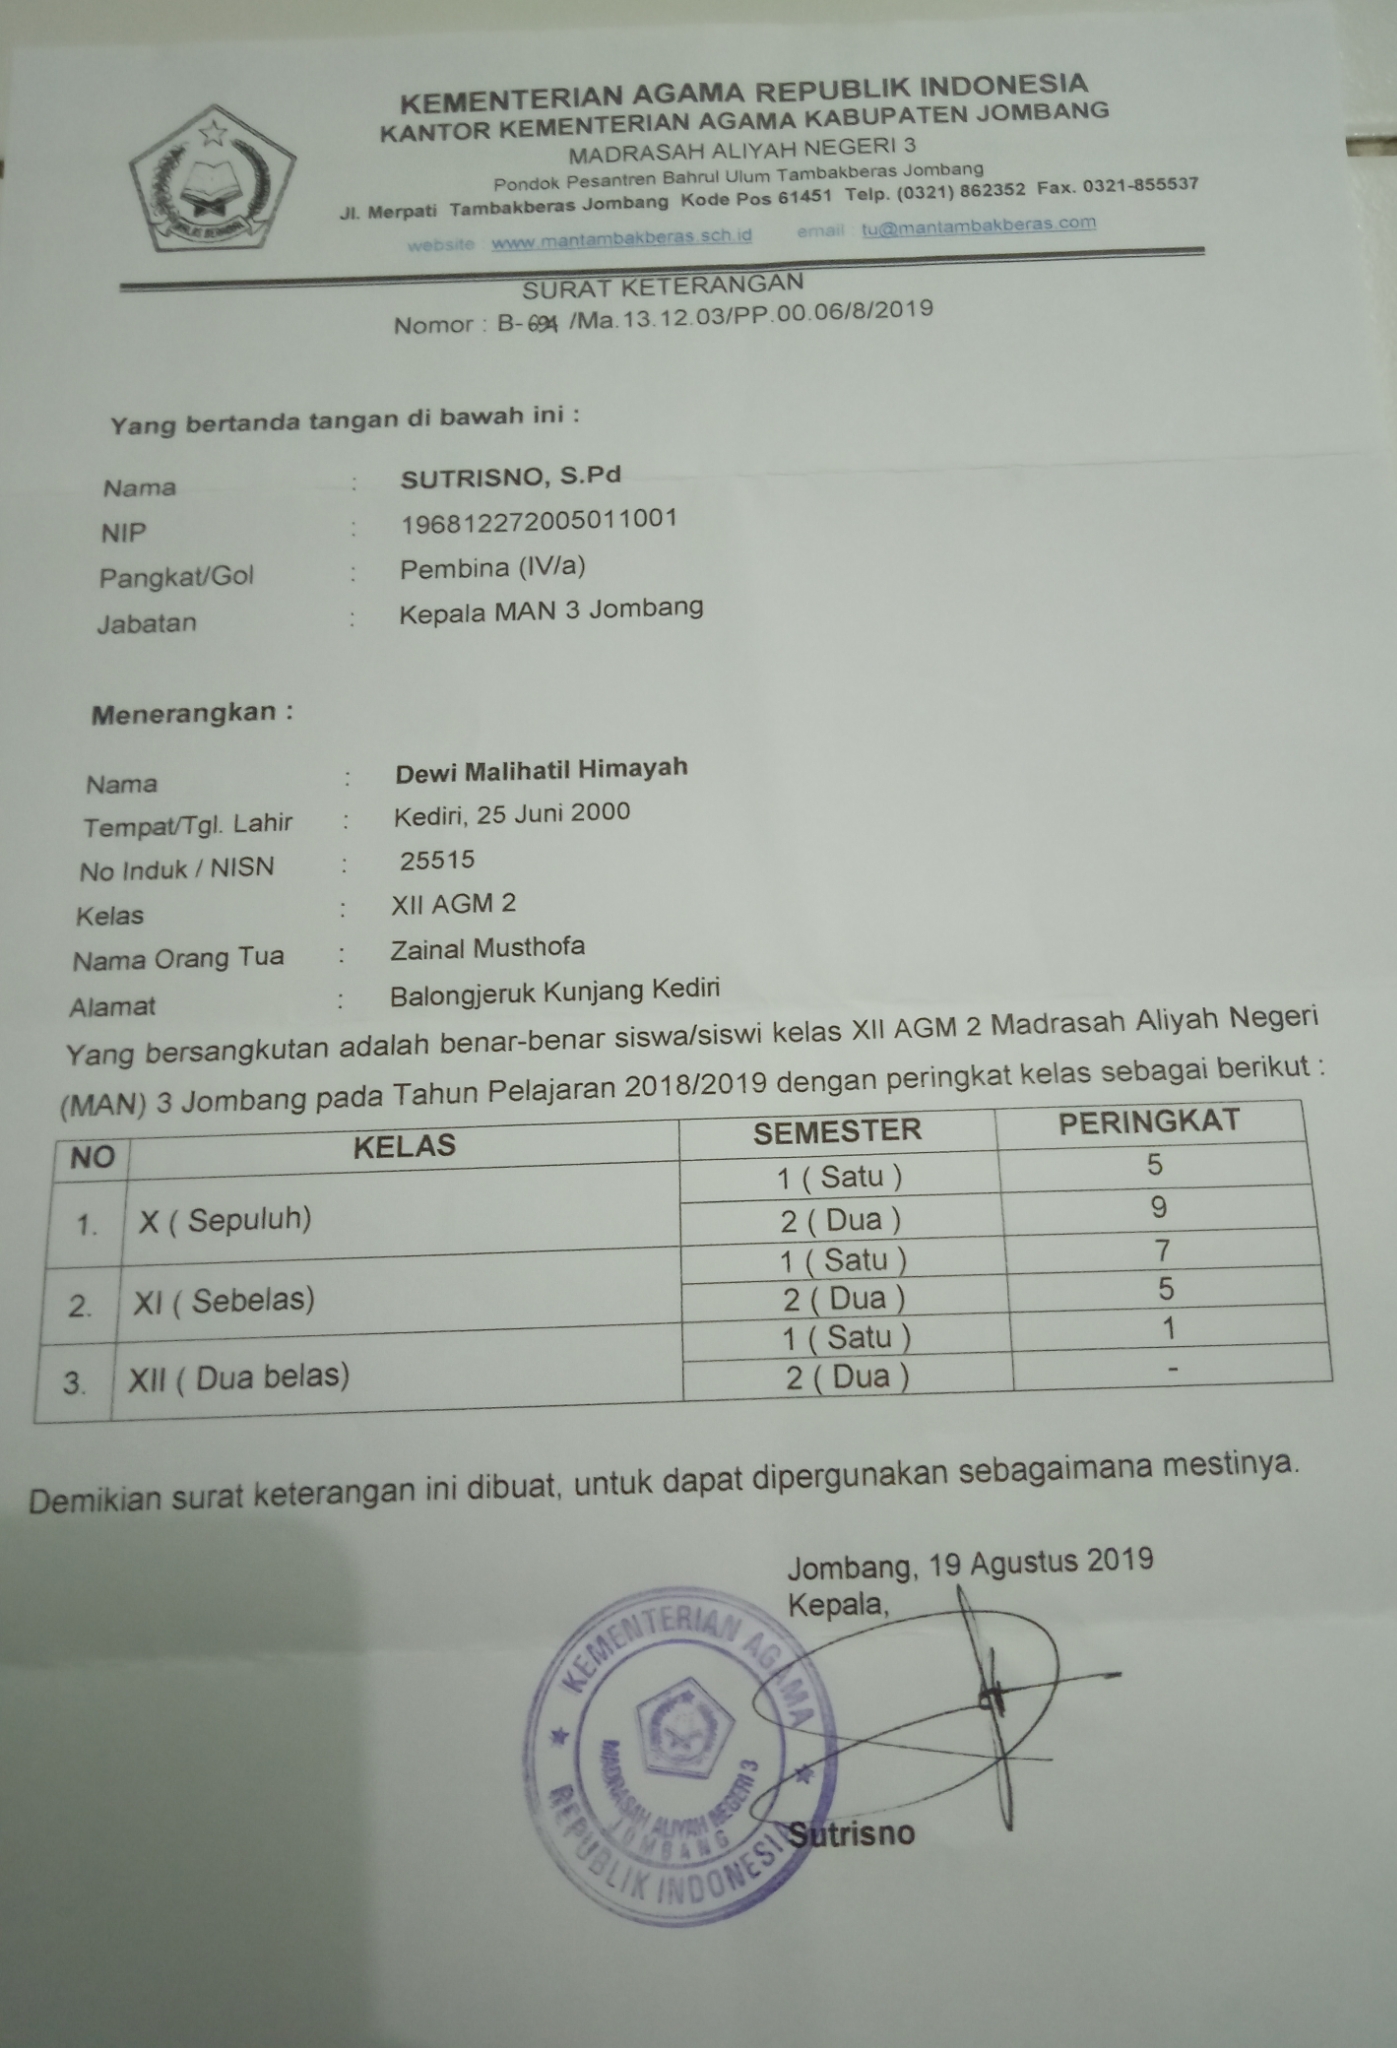 KEMENTERIAN AGAMA REPUBLIK INDONESIA
KANTOR KEMENTERIAN AGAMA KABUPATEN JOMBANG
MADRASAH ALIYAH NEGERI 3
Pondok Pesantren Bahrul Ulum Tambakberas Jombang
Jl. Merpati Tambakberas Jombang Kode Pos 61451 Telp. (0321) 862352 Fax. 0321-855537
website : www.mantambakberas.sch.id email : tu@mantambakberas.com
SURAT KETERANGAN
Nomor : B-694 /Ma.13.12.03/PP.00.06/8/2019
Yang bertanda tangan di bawah ini :
Nama : SUTRISNO, S.Pd
NIP : 196812272005011001
Pangkat/Gol : Pembina (IV/a)
Jabatan : Kepala MAN 3 Jombang
Menerangkan :
Nama : Dewi Malihatil Himayah
Tempat/Tgl. Lahir : Kediri, 25 Juni 2000
No Induk / NISN : 25515
Kelas : XII AGM 2
Nama Orang Tua : Zainal Musthofa
Alamat : Balongjeruk Kunjang Kediri
Yang bersangkutan adalah benar-benar siswa/siswi kelas XII AGM 2 Madrasah Aliyah Negeri
(MAN) 3 Jombang pada Tahun Pelajaran 2018/2019 dengan peringkat kelas sebagai berikut :
NO KELAS SEMESTER PERINGKAT
1. X ( Sepuluh) 1 ( Satu ) 5
2 ( Dua ) 9
2. XI ( Sebelas) 1 ( Satu ) 7
2 ( Dua ) 5
3. XII ( Dua belas) 1 ( Satu ) 1
2 ( Dua ) -
Demikian surat keterangan ini dibuat, untuk dapat dipergunakan sebagaimana mestinya.
Jombang, 19 Agustus 2019
Kepala,
KEMENTERIAN AGAMA
MADRASAH ALIYAH NEGERI 3
JOMBANG
REPUBLIK INDONESIA
Sutrisno